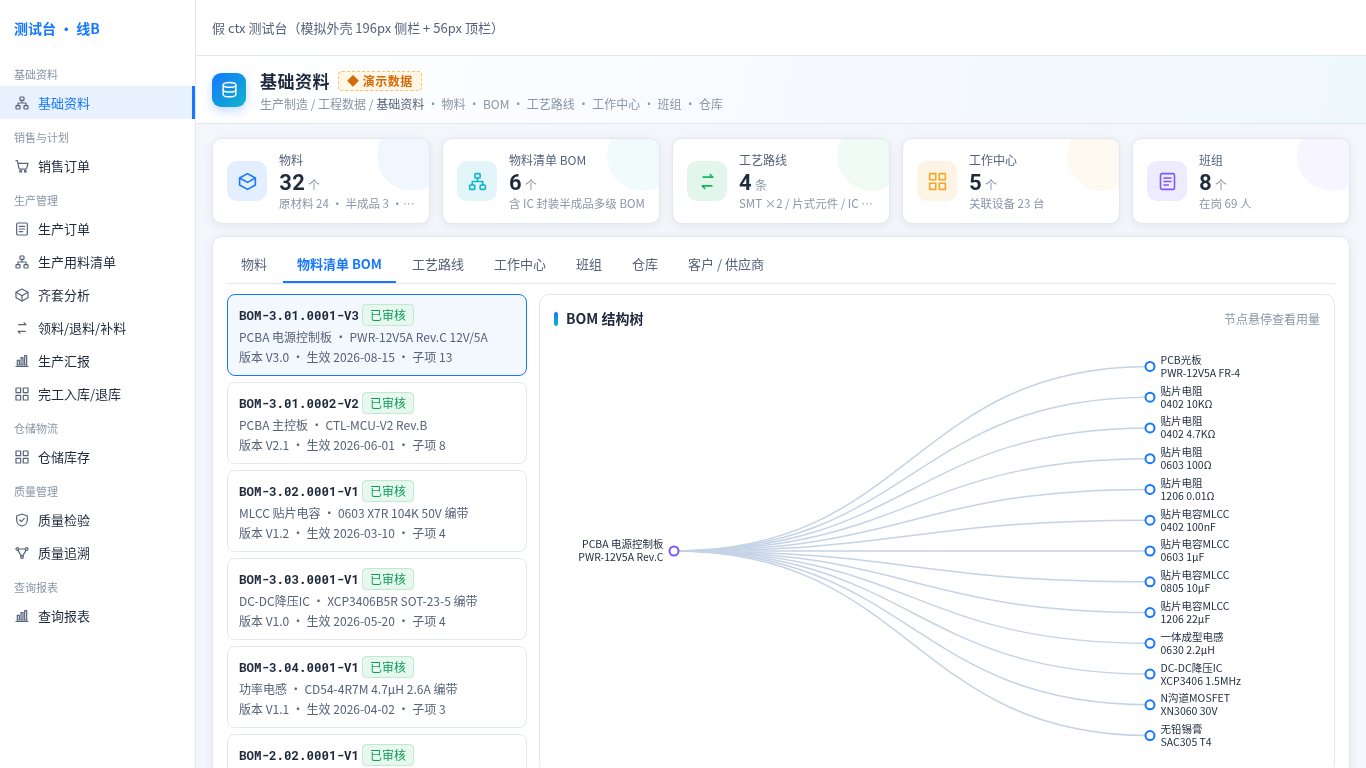 测试台 · 线B
基础资料
基础资料
销售与计划
销售订单
生产管理
生产订单
生产用料清单
齐套分析
领料/退料/补料
生产汇报
完工入库/退库
仓储物流
仓储库存
质量管理
质量检验
质量追溯
查询报表
查询报表
假 ctx 测试台（模拟外壳 196px 侧栏 + 56px 顶栏）
基础资料 ◆ 演示数据
生产制造 / 工程数据 / 基础资料 · 物料 · BOM · 工艺路线 · 工作中心 · 班组 · 仓库
物料
32 个
原材料 24 · 半成品 3 · …
物料清单 BOM
6 个
含 IC 封装半成品多级 BOM
工艺路线
4 条
SMT ×2 / 片式元件 / IC …
工作中心
5 个
关联设备 23 台
班组
8 个
在岗 69 人
物料 物料清单 BOM 工艺路线 工作中心 班组 仓库 客户 / 供应商
BOM-3.01.0001-V3 已审核
PCBA 电源控制板 · PWR-12V5A Rev.C 12V/5A
版本 V3.0 · 生效 2026-08-15 · 子项 13
BOM-3.01.0002-V2 已审核
PCBA 主控板 · CTL-MCU-V2 Rev.B
版本 V2.1 · 生效 2026-06-01 · 子项 8
BOM-3.02.0001-V1 已审核
MLCC 贴片电容 · 0603 X7R 104K 50V 编带
版本 V1.2 · 生效 2026-03-10 · 子项 4
BOM-3.03.0001-V1 已审核
DC-DC降压IC · XCP3406B5R SOT-23-5 编带
版本 V1.0 · 生效 2026-05-20 · 子项 4
BOM-3.04.0001-V1 已审核
功率电感 · CD54-4R7M 4.7μH 2.6A 编带
版本 V1.1 · 生效 2026-04-02 · 子项 3
BOM-2.02.0001-V1 已审核
BOM 结构树
节点悬停查看用量
PCBA 电源控制板
PWR-12V5A Rev.C
PCB光板
PWR-12V5A FR-4
贴片电阻
0402 10KΩ
贴片电阻
0402 4.7KΩ
贴片电阻
0603 100Ω
贴片电阻
1206 0.01Ω
贴片电容MLCC
0402 100nF
贴片电容MLCC
0603 1μF
贴片电容MLCC
0805 10μF
贴片电容MLCC
1206 22μF
一体成型电感
0630 2.2μH
DC-DC降压IC
XCP3406 1.5MHz
N沟道MOSFET
XN3060 30V
无铅锡膏
SAC305 T4